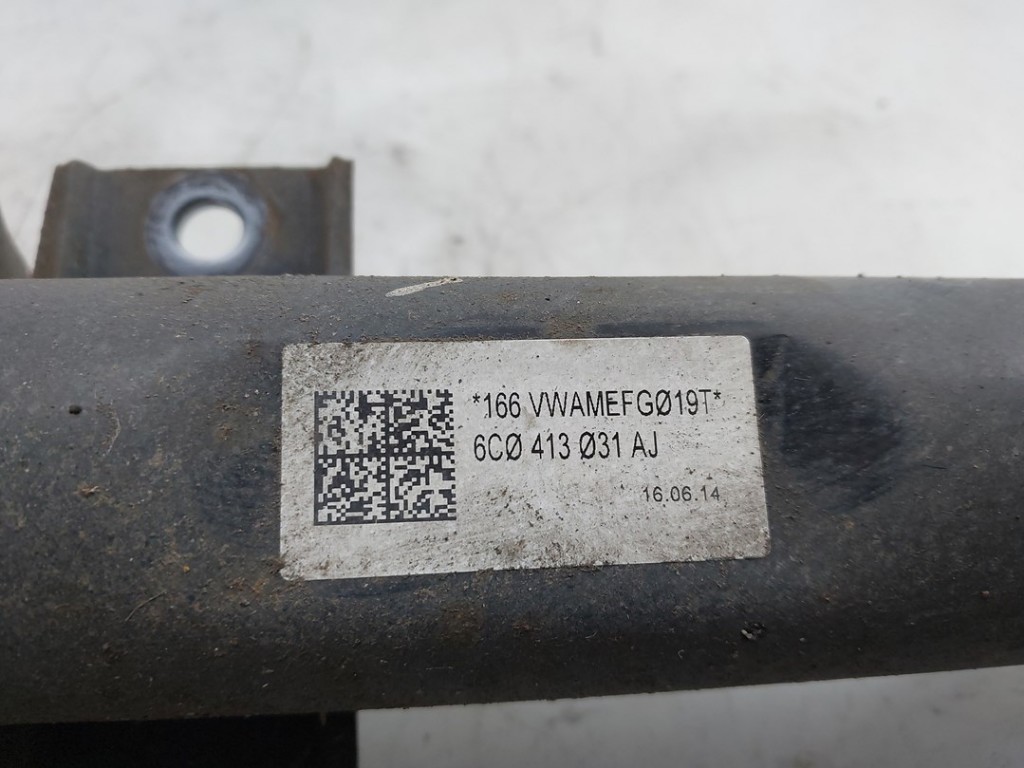 *166 VWAMEFGØ19T*
6CØ 413 Ø31 AJ
16.06.14